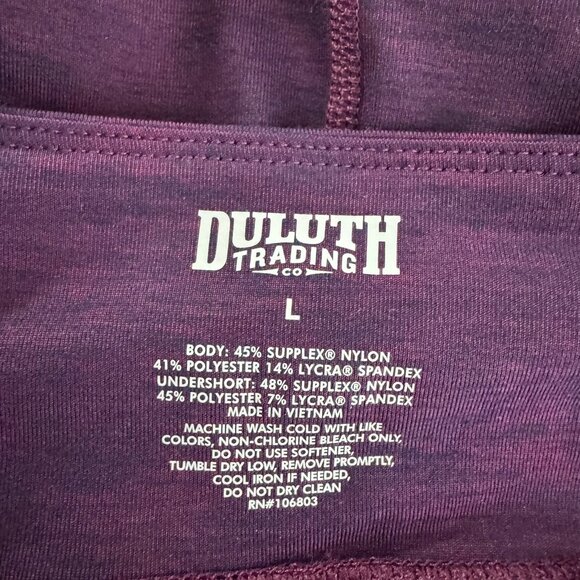 DULUTH
TRADING
CO
L
BODY: 45% SUPPLEX® NYLON
41% POLYESTER 14% LYCRA® SPANDEX
UNDERSHORT: 48% SUPPLEX® NYLON
45% POLYESTER 7% LYCRA® SPANDEX
MADE IN VIETNAM
MACHINE WASH COLD WITH LIKE
COLORS, NON-CHLORINE BLEACH ONLY,
DO NOT USE SOFTENER,
TUMBLE DRY LOW, REMOVE PROMPTLY,
COOL IRON IF NEEDED,
DO NOT DRY CLEAN
RN#106803